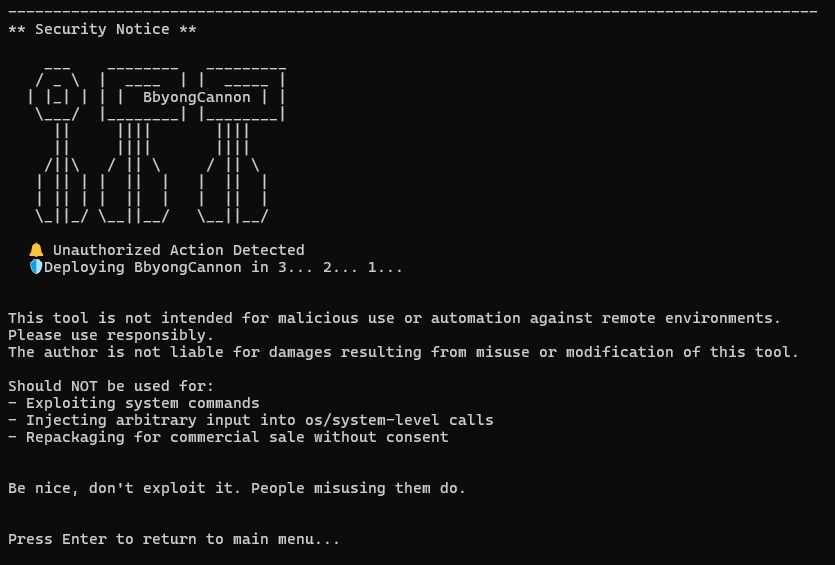 ** Security Notice **
BbyongCannon
🔔 Unauthorized Action Detected
🛡️Deploying BbyongCannon in 3... 2... 1...
This tool is not intended for malicious use or automation against remote environments.
Please use responsibly.
The author is not liable for damages resulting from misuse or modification of this tool.
Should NOT be used for:
- Exploiting system commands
- Injecting arbitrary input into os/system-level calls
- Repackaging for commercial sale without consent
Be nice, don't exploit it. People misusing them do.
Press Enter to return to main menu...